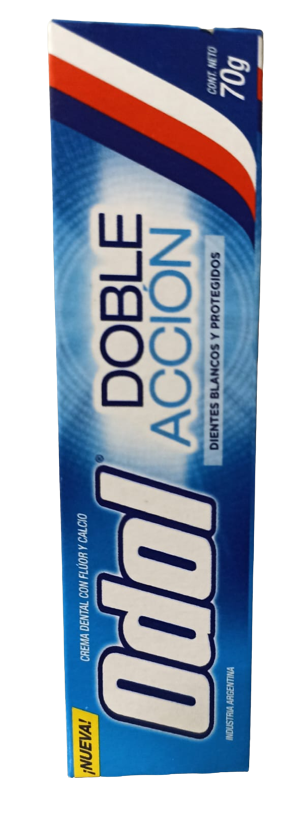 ¡NUEVA!
CREMA DENTAL CON FLÚOR Y CALCIO
Odol®
INDUSTRIA ARGENTINA
DOBLE
ACCIÓN
DIENTES BLANCOS Y PROTEGIDOS
CONT. NETO
70g